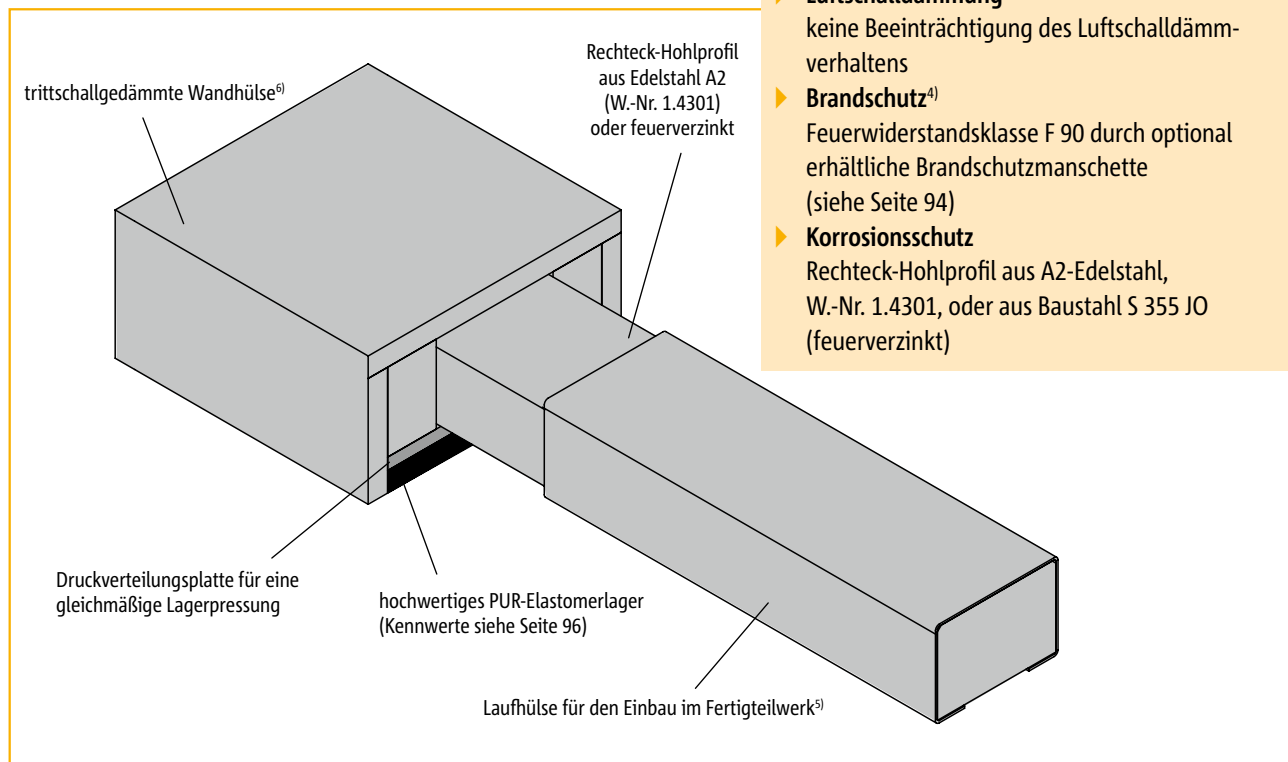 Luftschalldämmung
keine Beeinträchtigung des Luftschalldämm-
verhaltens
Brandschutz4)
Feuerwiderstandsklasse F 90 durch optional
erhältliche Brandschutzmanschette
(siehe Seite 94)
Korrosionsschutz
Rechteck-Hohlprofil aus A2-Edelstahl,
W.-Nr. 1.4301, oder aus Baustahl S 355 JO
(feuerverzinkt)
trittschallgedämmte Wandhülse6)
Rechteck-Hohlprofil
aus Edelstahl A2
(W.-Nr. 1.4301)
oder feuerverzinkt
Druckverteilungsplatte für eine
gleichmäßige Lagerpressung
hochwertiges PUR-Elastomerlager
(Kennwerte siehe Seite 96)
Laufhülse für den Einbau im Fertigteilwerk5)